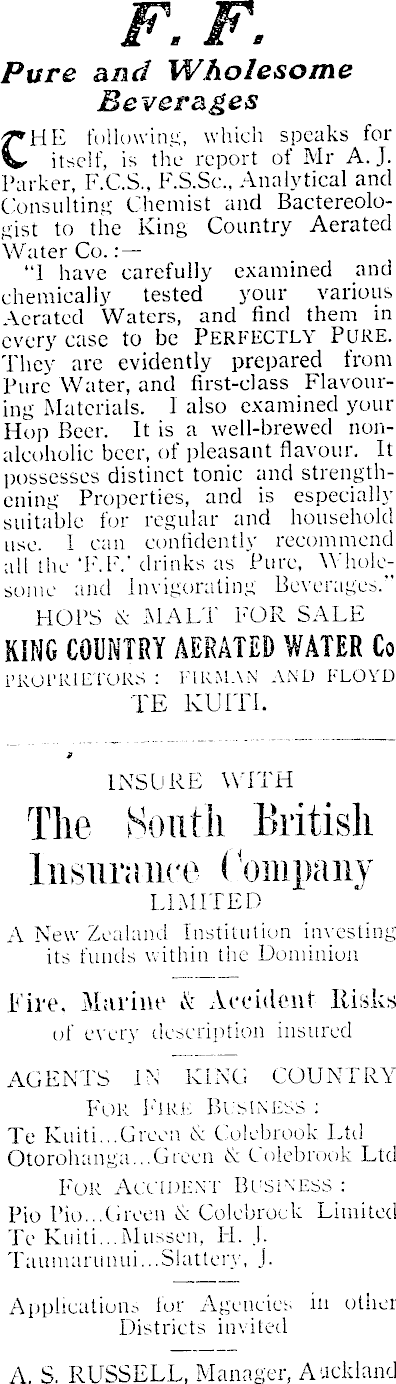 F. F.
Pure and Wholesome
Beverages
THE following, which speaks for
itself, is the report of Mr A. J.
Parker, F.C.S., F.S.Sc., Analytical and
Consulting Chemist and Bactereolo-
gist to the King Country Aerated
Water Co. :—
"I have carefully examined and
chemically tested your various
Aerated Waters, and find them in
every case to be PERFECTLY PURE.
They are evidently prepared from
Pure Water, and first-class Flavour-
ing Materials. I also examined your
Hop Beer. It is a well-brewed non-
alcoholic beer, of pleasant flavour. It
possesses distinct tonic and strength-
ening Properties, and is especially
suitable for regular and household
use. I can confidently recommend
all the 'F.F.' drinks as Pure, Whole-
some and Invigorating Beverages."
HOPS & MALT FOR SALE
KING COUNTRY AERATED WATER Co
PROPRIETORS : FIRMAN AND FLOYD
TE KUITI.
INSURE WITH
The South British
Insurance Company
LIMITED
A New Zealand Institution investing
its funds within the Dominion
Fire, Marine & Accident Risks
of every description insured
AGENTS IN KING COUNTRY
FOR FIRE BUSINESS :
Te Kuiti...Green & Colebrook Ltd
Otorohanga...Green & Colebrook Ltd
FOR ACCIDENT BUSINESS :
Pio Pio...Green & Colebrock Limited
Te Kuiti...Mussen, H. J.
Taumarunui...Slattery, J.
Applications for Agencies in other
Districts invited
A. S. RUSSELL, Manager, Auckland